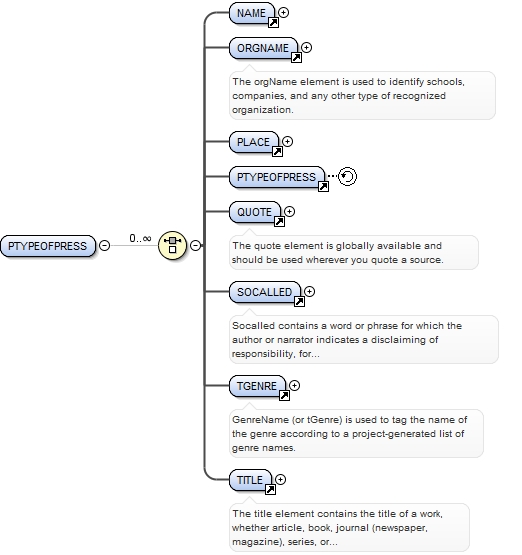 NAME
ORGNAME
The orgName element is used to identify schools,
companies, and any other type of recognized
organization.
PLACE
PTYPEOFPRESS
QUOTE
PTYPEOFPRESS
0..∞
The quote element is globally available and
should be used wherever you quote a source.
SOCALLED
Socalled contains a word or phrase for which the
author or narrator indicates a disclaiming of
responsibility, for...
TGENRE
GenreName (or tGenre) is used to tag the name of
the genre according to a project-generated list of
genre names.
TITLE
The title element contains the title of a work,
whether article, book, journal (newspaper,
magazine), series, or...